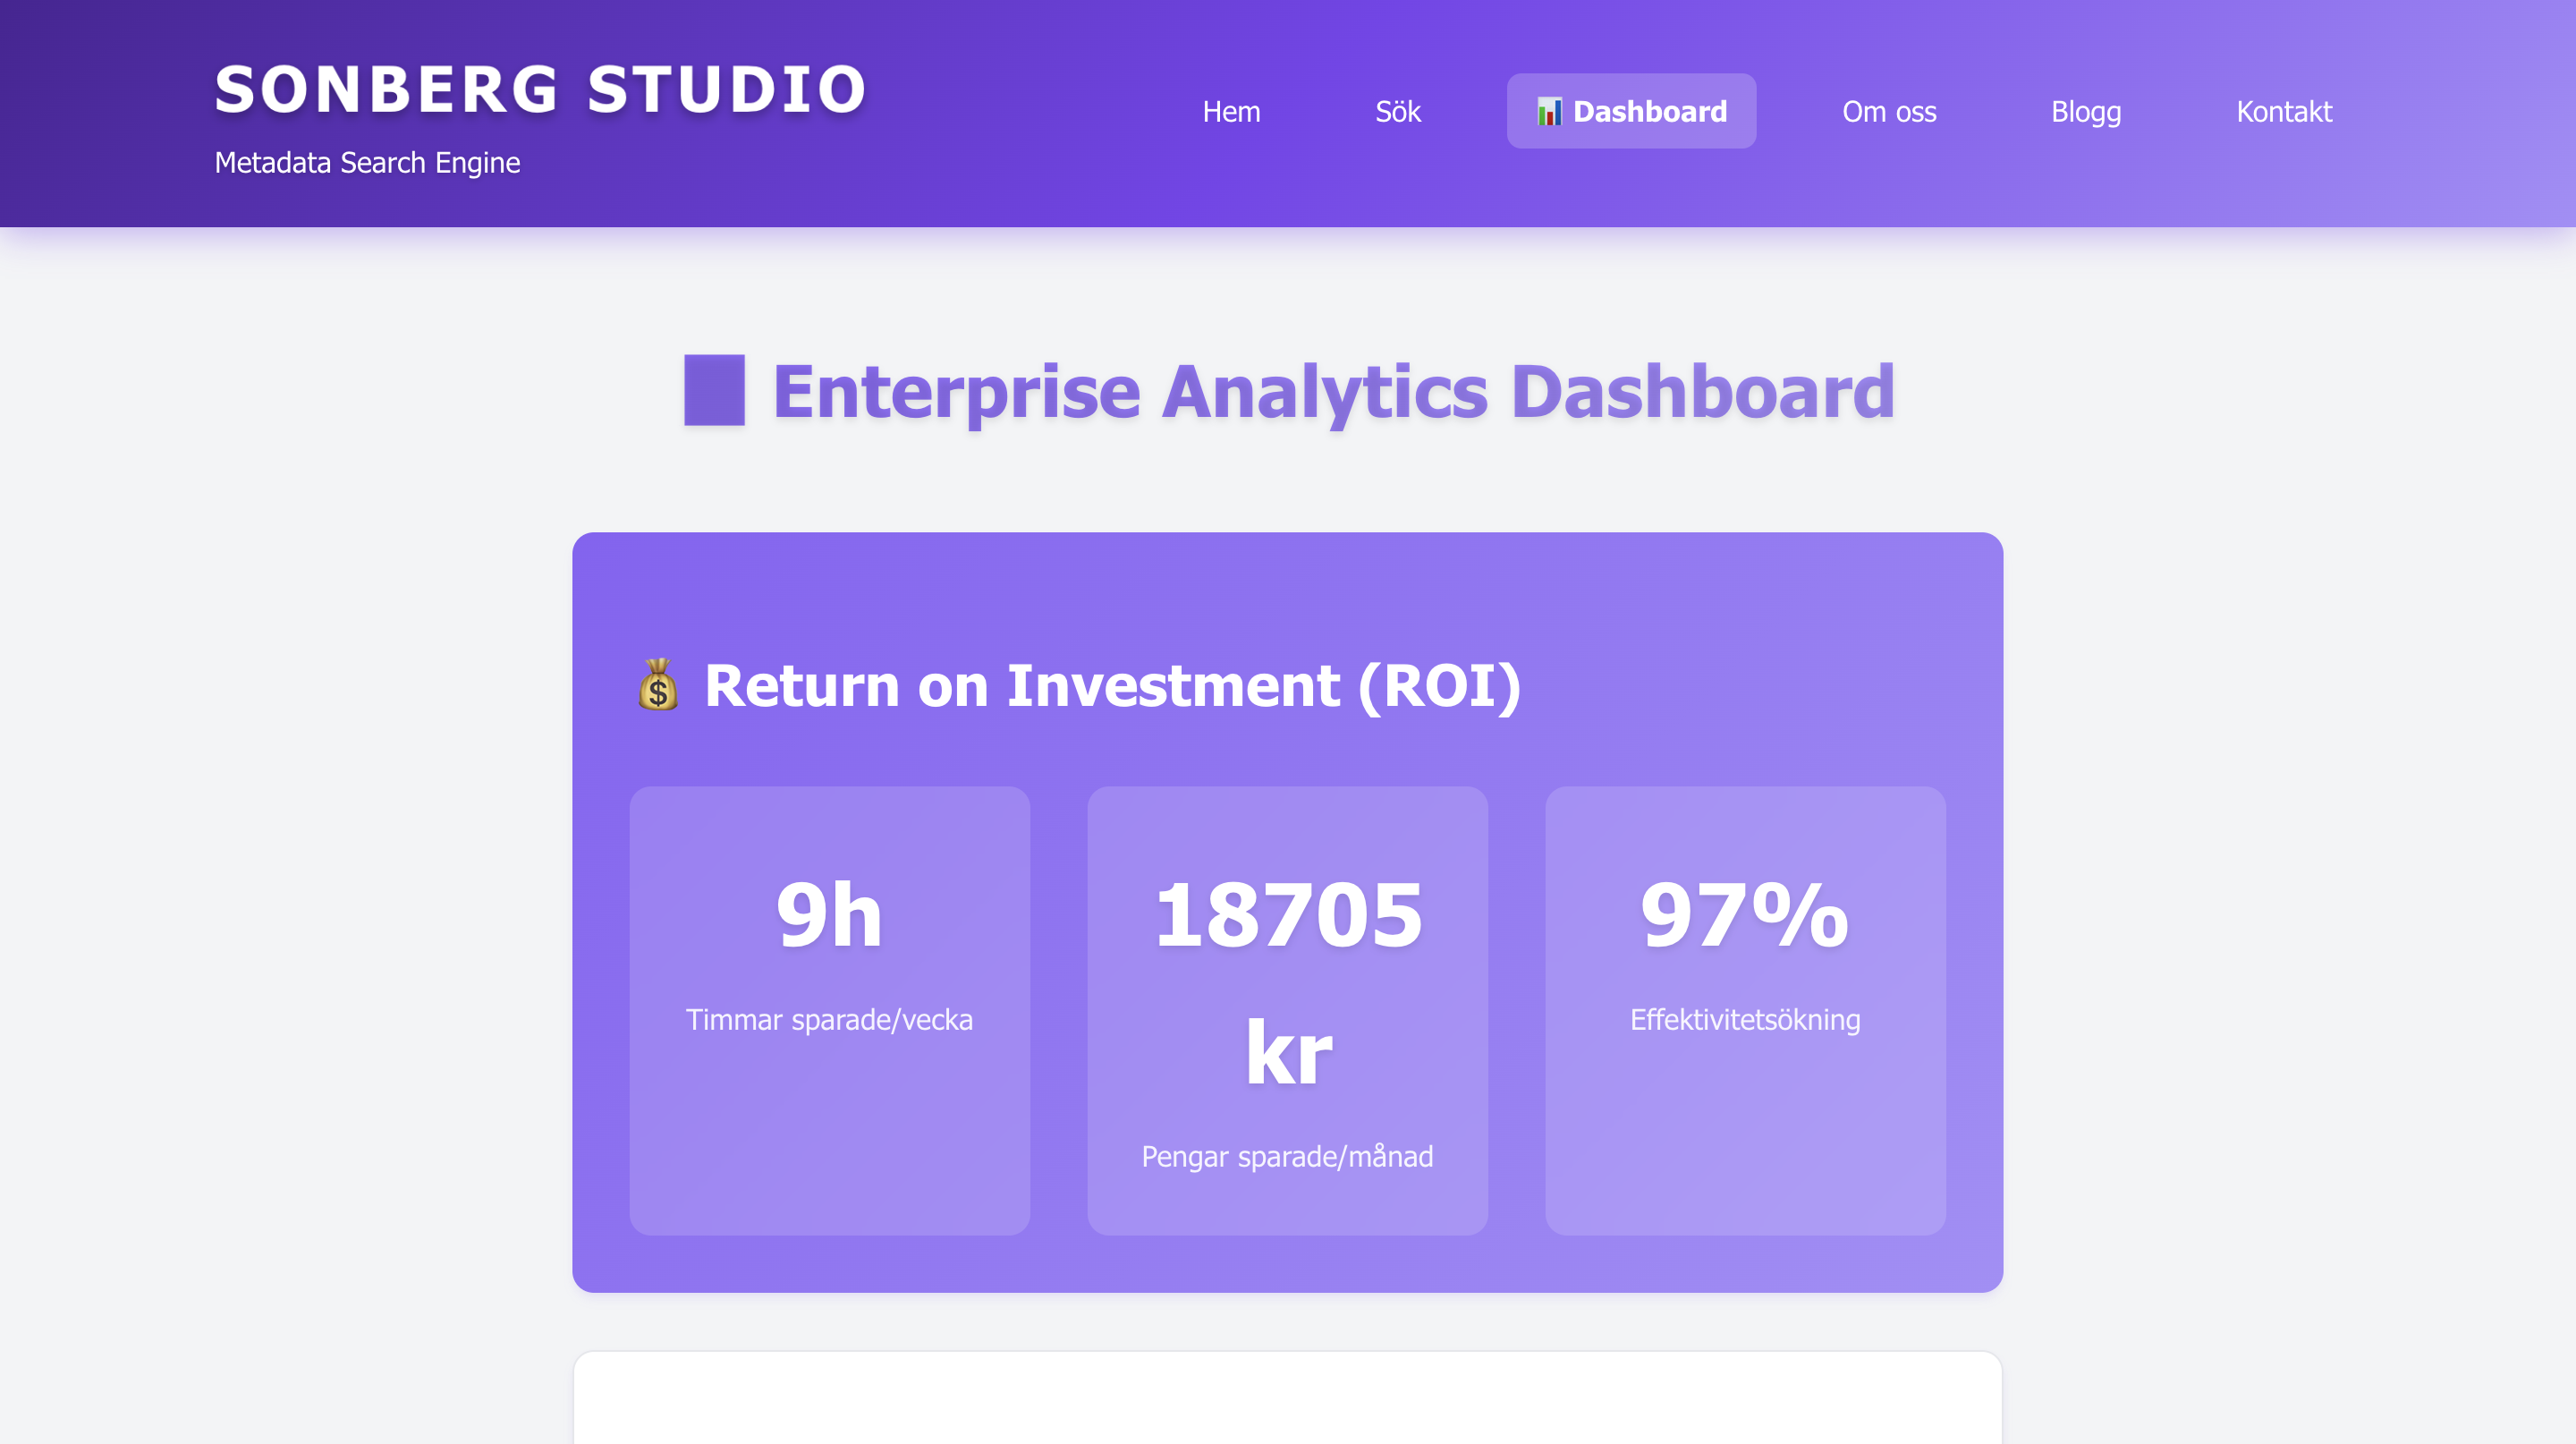 SONBERG STUDIO
Metadata Search Engine
Hem
Sök
Dashboard
Om oss
Blogg
Kontakt
Enterprise Analytics Dashboard
Return on Investment (ROI)
9h
Timmar sparade/vecka
18705
kr
Pengar sparade/månad
97%
Effektivitetsökning